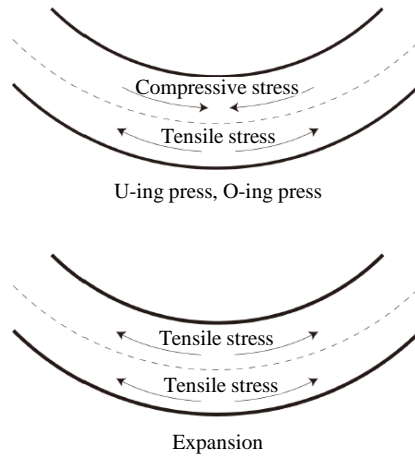 Compressive stress
Tensile stress
U-ing press, O-ing press
Tensile stress
Tensile stress
Expansion